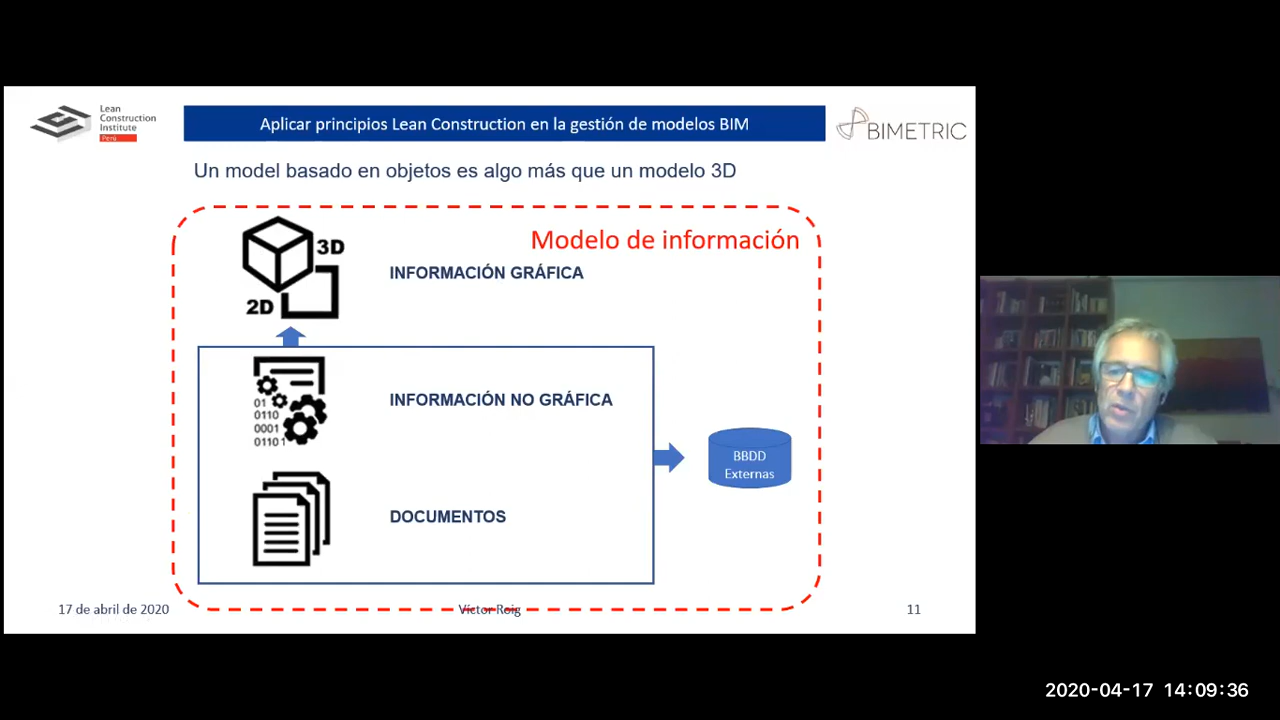 Lean
Construction
Institute
Perú
Aplicar principios Lean Construction en la gestión de modelos BIM
BIMETRIC
Un model basado en objetos es algo más que un modelo 3D
Modelo de información
3D
2D
INFORMACIÓN GRÁFICA
01
0110
0001
01101
INFORMACIÓN NO GRÁFICA
BBDD
Externas
DOCUMENTOS
17 de abril de 2020
Víctor Roig
11
2020-04-17 14:09:36